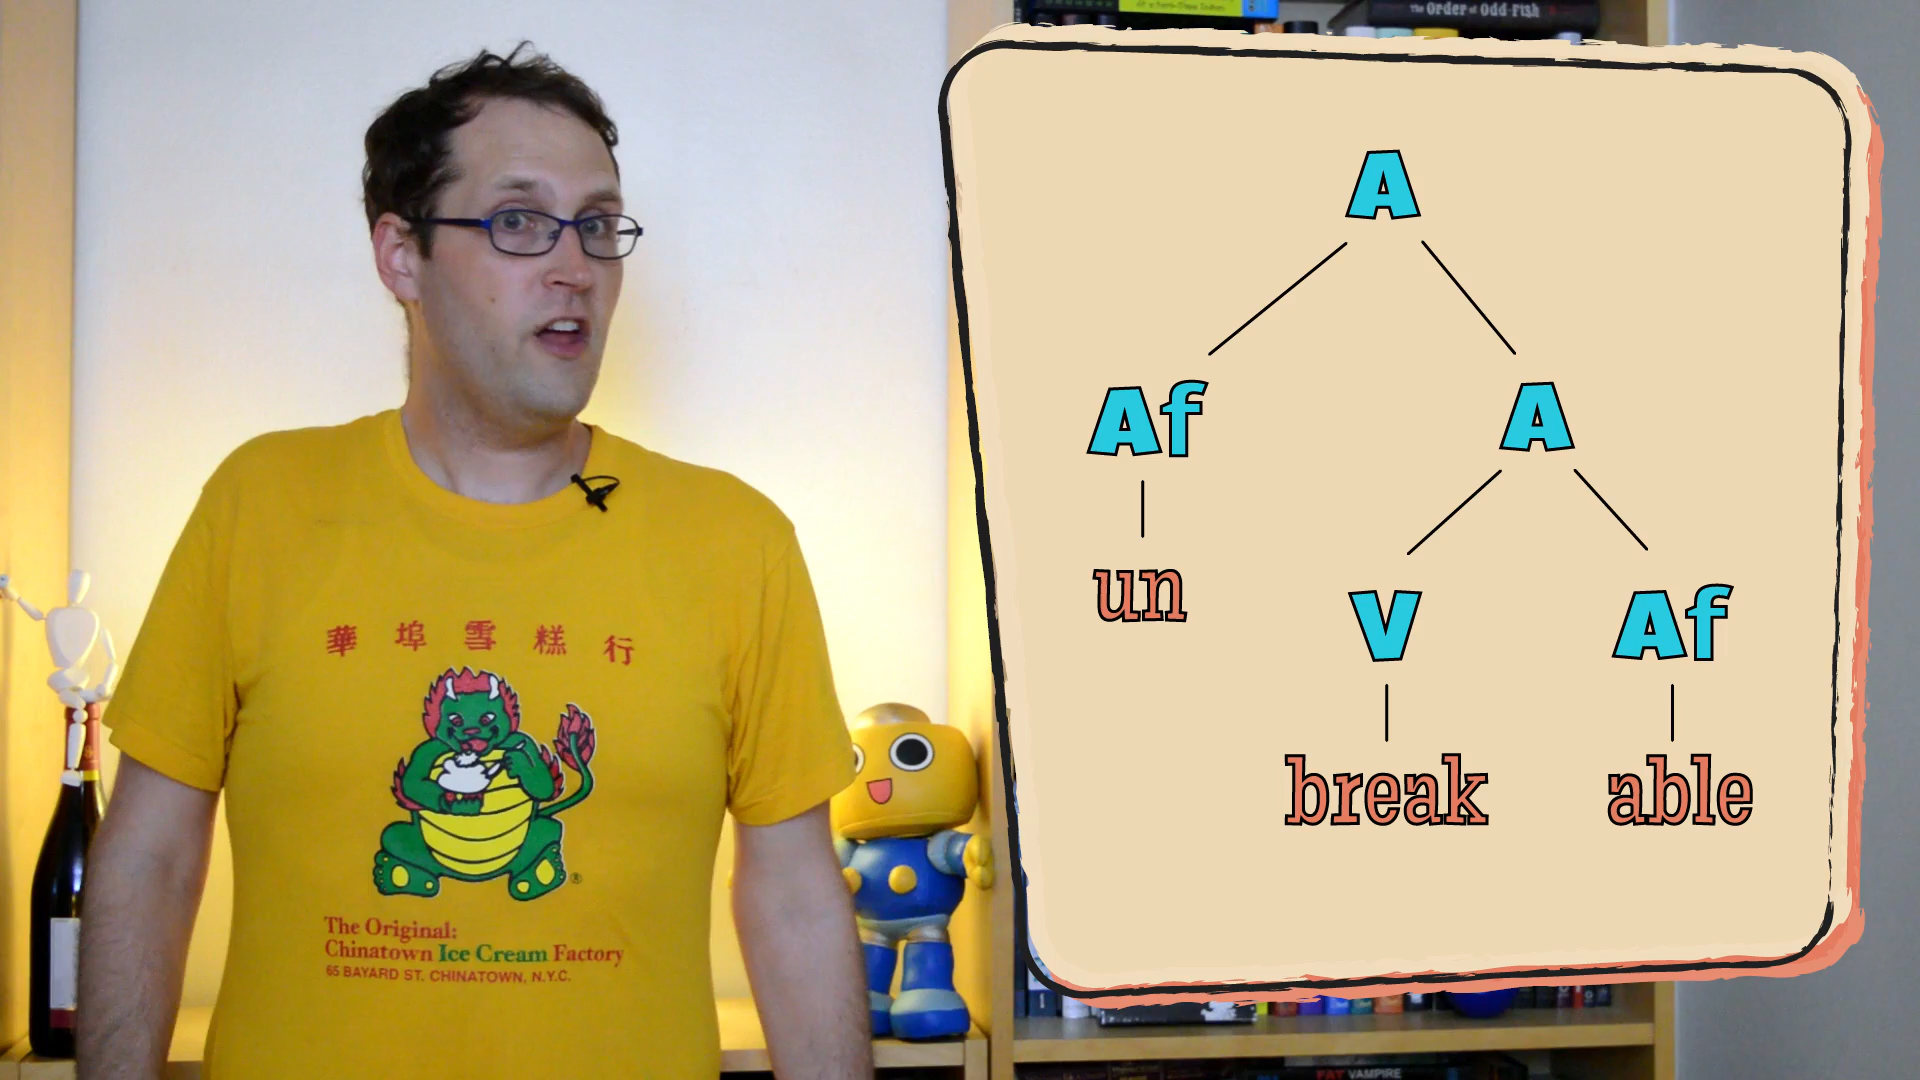 華埠雪糕行
The Original:
Chinatown Ice Cream Factory
65 BAYARD ST. CHINATOWN, N.Y.C.
®
A
Af A
un
V Af
break able
The Order of Odd-Fish
FAT VAMPIRE